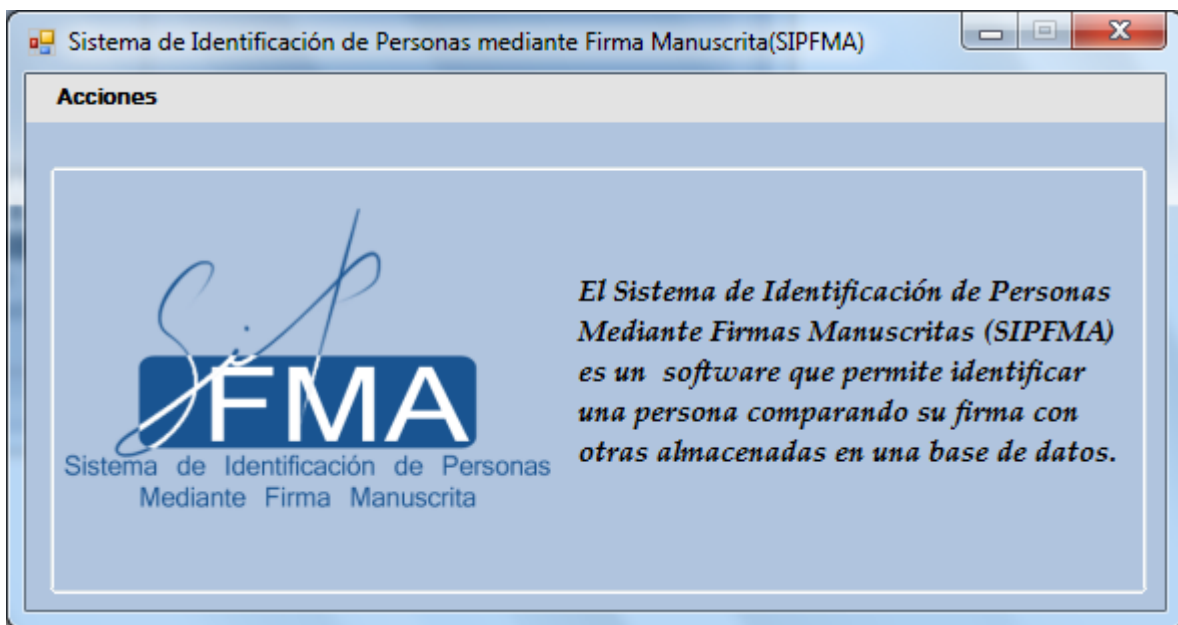 Sistema de Identificación de Personas mediante Firma Manuscrita(SIPFMA)
Acciones
SiP
FMA
Sistema de Identificación de Personas
Mediante Firma Manuscrita
El Sistema de Identificación de Personas
Mediante Firmas Manuscritas (SIPFMA)
es un software que permite identificar
una persona comparando su firma con
otras almacenadas en una base de datos.